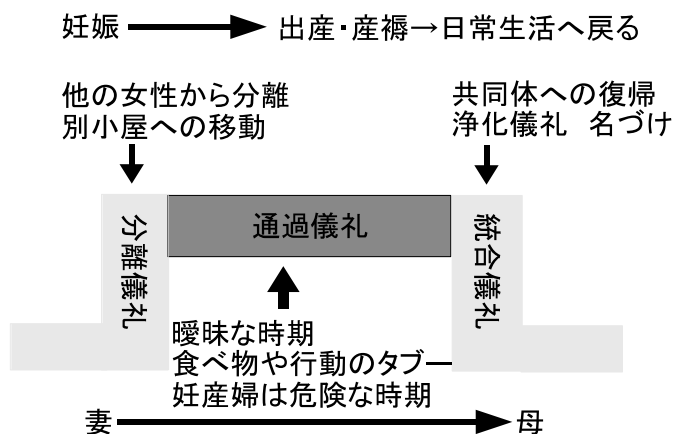 妊娠 → 出産・産褥→日常生活へ戻る
他の女性から分離
別小屋への移動
共同体への復帰
浄化儀礼　名づけ
分離儀礼
通過儀礼
統合儀礼
曖昧な時期
食べ物や行動のタブー
妊産婦は危険な時期
妻 → 母